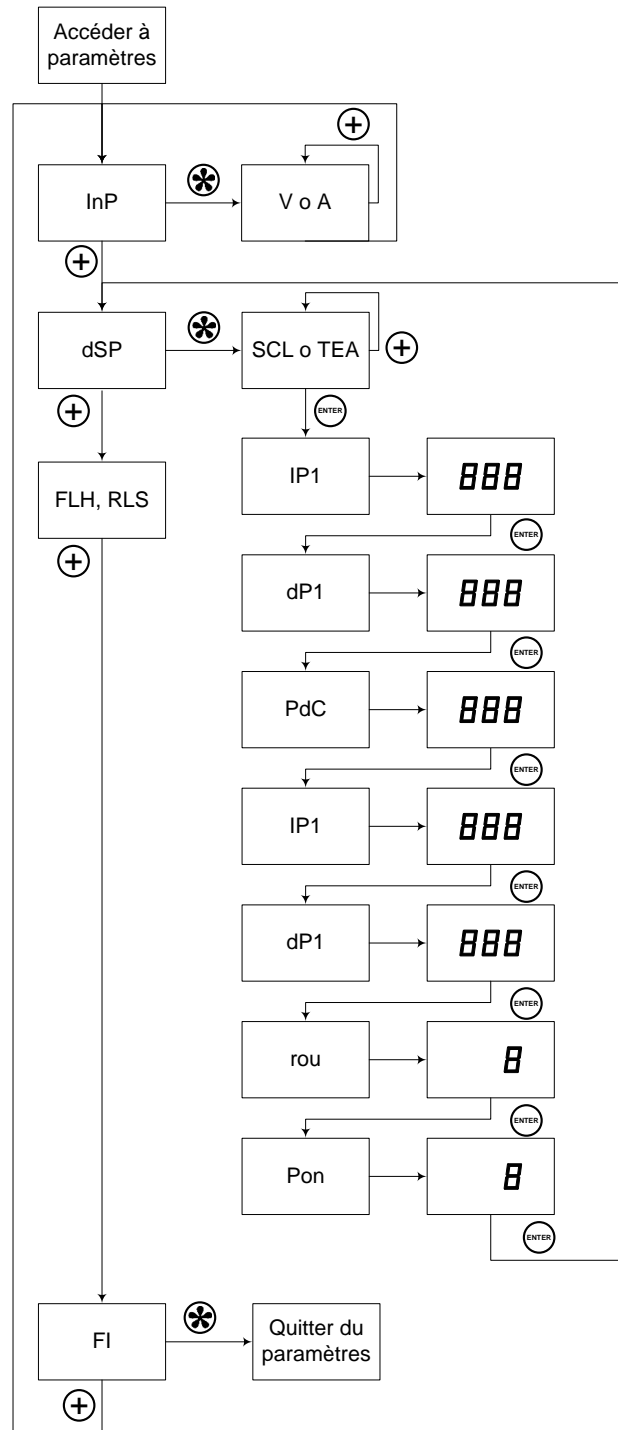 Accéder à
paramètres
InP
V o A
dSP
SCL o TEA
ENTER
FLH, RLS
IP1
888
ENTER
dP1
888
ENTER
PdC
888
ENTER
IP1
888
ENTER
dP1
888
ENTER
rou
8
ENTER
Pon
8
ENTER
FI
Quitter du
paramètres